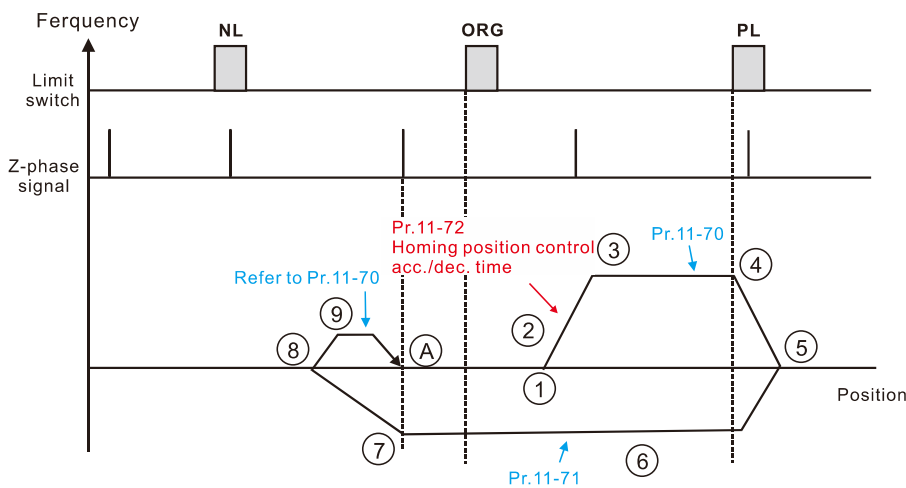 Ferquency
NL
ORG
PL
Limit
switch
Z-phase
signal
Pr.11-72
Homing position control
acc./dec. time
Pr.11-70
Refer to Pr.11-70
3
4
9
2
8
A
5
1
Position
7
6
Pr.11-71